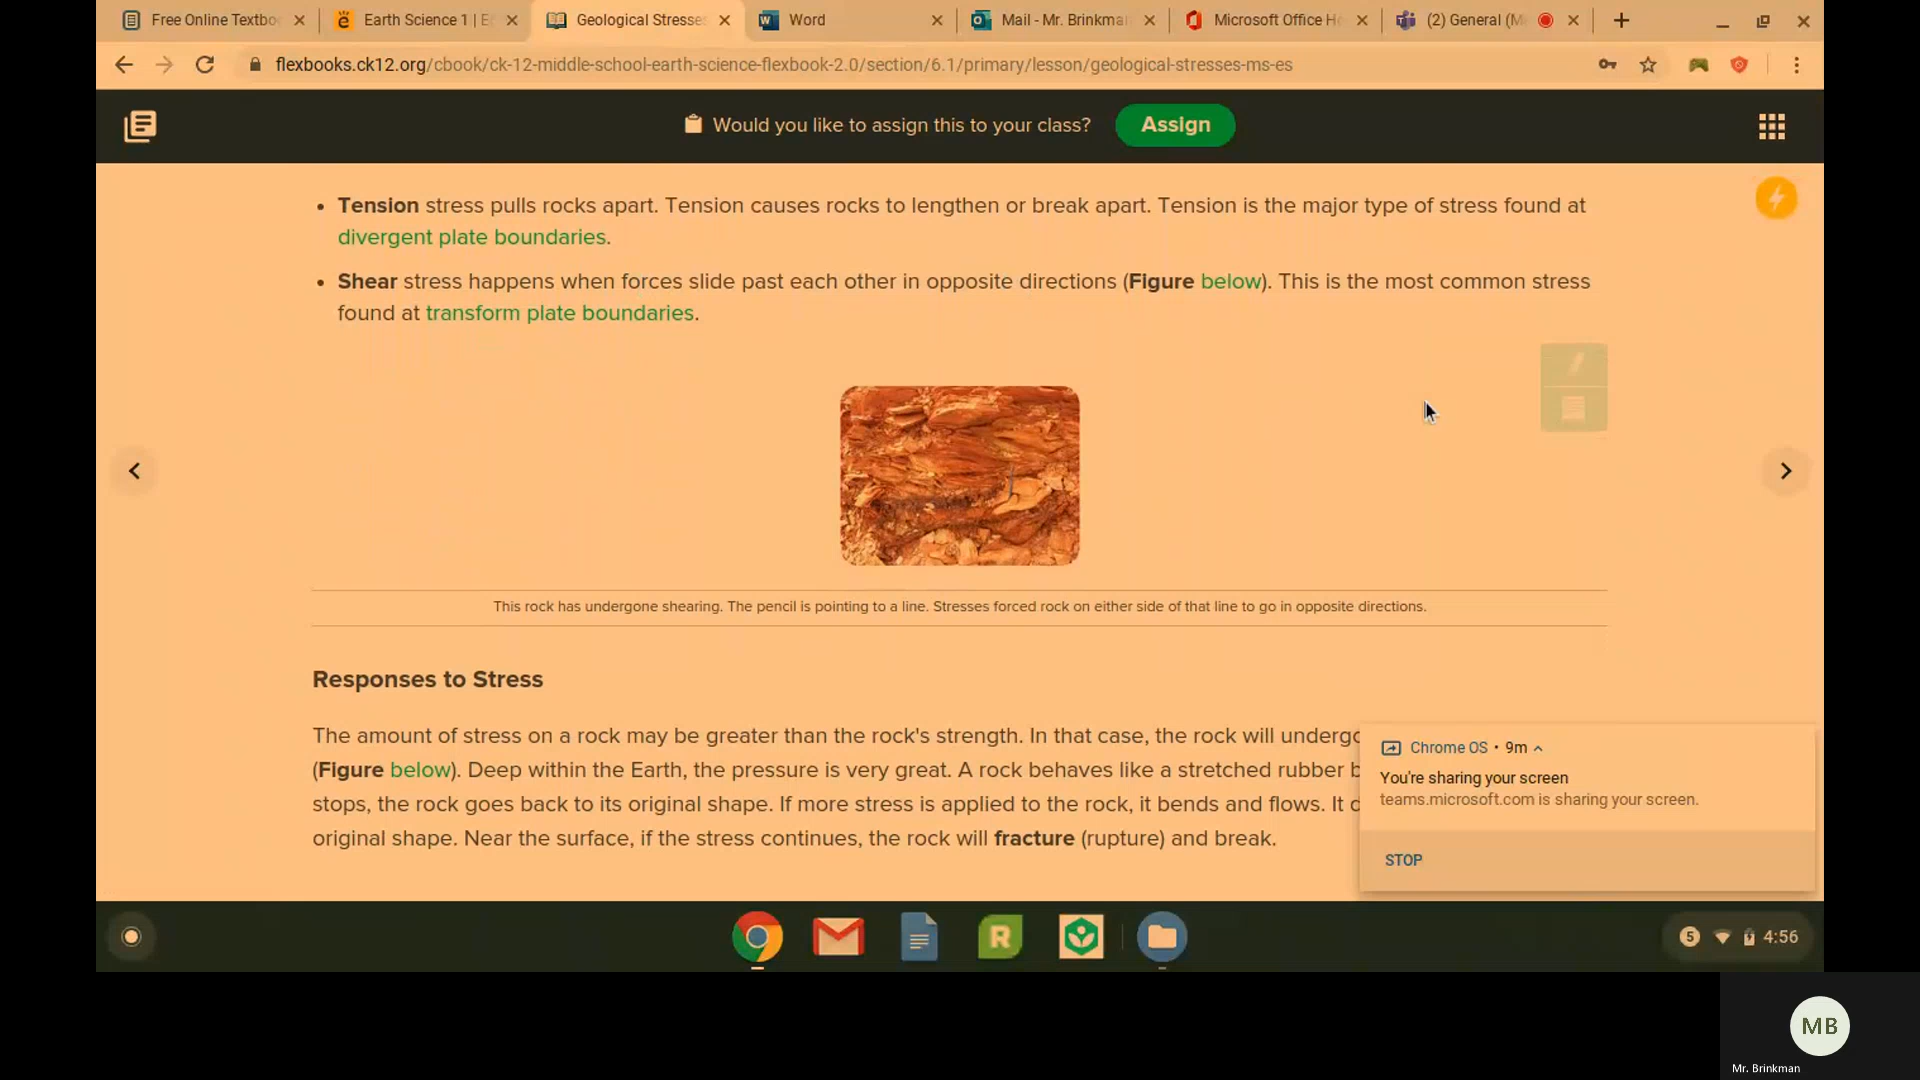 Free Online Textbo
Earth Science 1 | E
Geological Stresses
Word
Mail - Mr. Brinkma
Microsoft Office Ho
(2) General (M
flexbooks.ck12.org/cbook/ck-12-middle-school-earth-science-flexbook-2.0/section/6.1/primary/lesson/geological-stresses-ms-es
Would you like to assign this to your class?
Assign
• Tension stress pulls rocks apart. Tension causes rocks to lengthen or break apart. Tension is the major type of stress found at
divergent plate boundaries.
• Shear stress happens when forces slide past each other in opposite directions (Figure below). This is the most common stress
found at transform plate boundaries.
This rock has undergone shearing. The pencil is pointing to a line. Stresses forced rock on either side of that line to go in opposite directions.
Responses to Stress
The amount of stress on a rock may be greater than the rock's strength. In that case, the rock will undergo
(Figure below). Deep within the Earth, the pressure is very great. A rock behaves like a stretched rubber b
stops, the rock goes back to its original shape. If more stress is applied to the rock, it bends and flows. It d
original shape. Near the surface, if the stress continues, the rock will fracture (rupture) and break.
Chrome OS • 9m
You're sharing your screen
teams.microsoft.com is sharing your screen.
STOP
R
5
4:56
MB
Mr. Brinkman